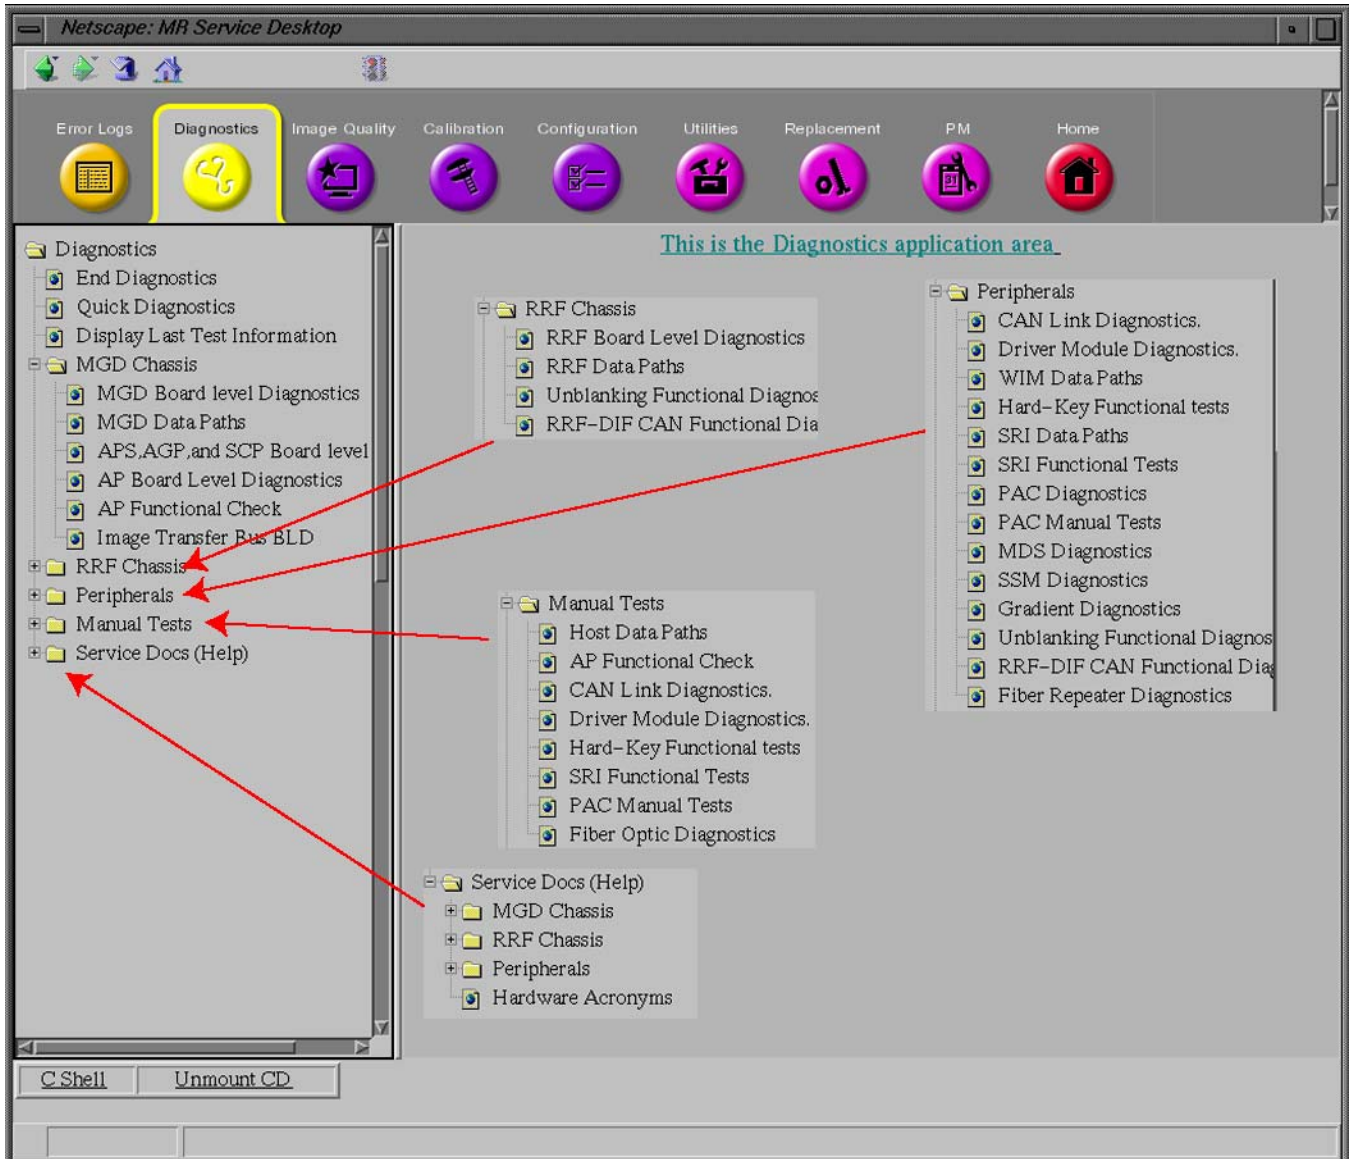 Netscape: MR Service Desktop
Error Logs
Diagnostics
Image Quality
Calibration
Configuration
Utilities
Replacement
PM
Home
31
Diagnostics
End Diagnostics
Quick Diagnostics
Display Last Test Information
MGD Chassis
MGD Board level Diagnostics
MGD Data Paths
APS,AGP,and SCP Board level
AP Board Level Diagnostics
AP Functional Check
Image Transfer Bus BLD
RRF Chassis
Peripherals
Manual Tests
Service Docs (Help)
This is the Diagnostics application area
RRF Chassis
RRF Board Level Diagnostics
RRF Data Paths
Unblanking Functional Diagnos
RRF-DIF CAN Functional Dia
Peripherals
CAN Link Diagnostics.
Driver Module Diagnostics.
WIM Data Paths
Hard-Key Functional tests
SRI Data Paths
SRI Functional Tests
PAC Diagnostics
PAC Manual Tests
MDS Diagnostics
SSM Diagnostics
Gradient Diagnostics
Unblanking Functional Diagnos
RRF-DIF CAN Functional Diag
Fiber Repeater Diagnostics
Manual Tests
Host Data Paths
AP Functional Check
CAN Link Diagnostics.
Driver Module Diagnostics.
Hard-Key Functional tests
SRI Functional Tests
PAC Manual Tests
Fiber Optic Diagnostics
Service Docs (Help)
MGD Chassis
RRF Chassis
Peripherals
Hardware Acronyms
C Shell
Unmount CD